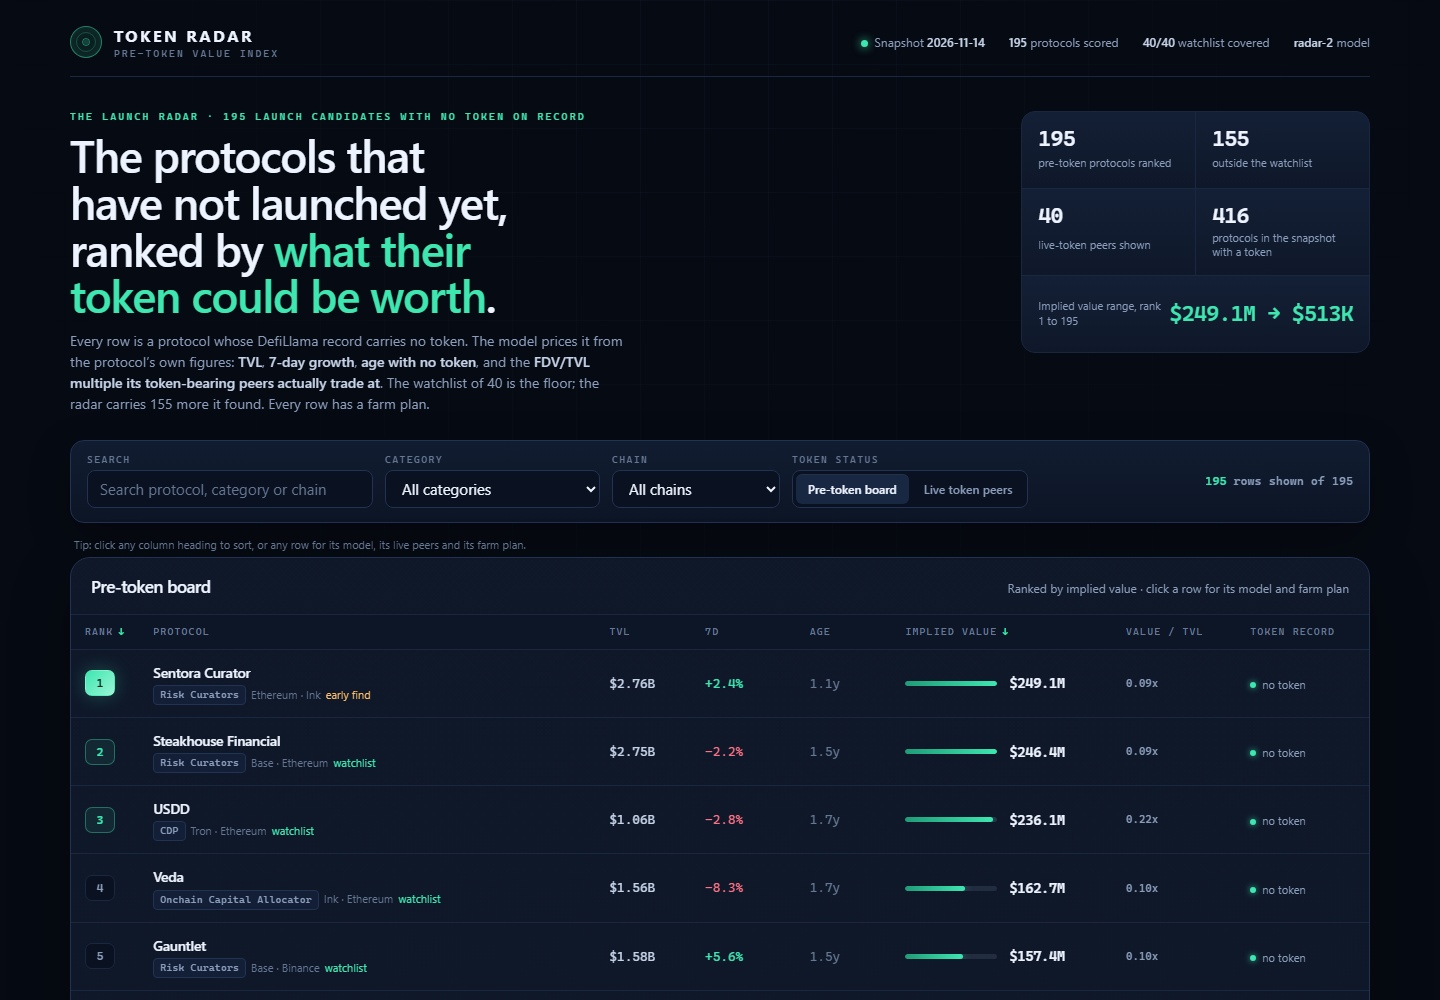 TOKEN RADAR
PRE-TOKEN VALUE INDEX
Snapshot 2026-11-14
195 protocols scored
40/40 watchlist covered
radar-2 model
THE LAUNCH RADAR · 195 LAUNCH CANDIDATES WITH NO TOKEN ON RECORD
The protocols that
have not launched yet,
ranked by what their
token could be worth.
Every row is a protocol whose DefiLlama record carries no token. The model prices it from
the protocol's own figures: TVL, 7-day growth, age with no token, and the FDV/TVL
multiple its token-bearing peers actually trade at. The watchlist of 40 is the floor; the
radar carries 155 more it found. Every row has a farm plan.
195
pre-token protocols ranked
155
outside the watchlist
40
live-token peers shown
416
protocols in the snapshot
with a token
Implied value range, rank
1 to 195
$249.1M → $513K
SEARCH
Search protocol, category or chain
CATEGORY
All categories
CHAIN
All chains
TOKEN STATUS
Pre-token board
Live token peers
195 rows shown of 195
Tip: click any column heading to sort, or any row for its model, its live peers and its farm plan.
Pre-token board
Ranked by implied value · click a row for its model and farm plan
RANK ↓ PROTOCOL TVL 7D AGE IMPLIED VALUE ↓ VALUE / TVL TOKEN RECORD
1 Sentora Curator $2.76B +2.4% 1.1y $249.1M 0.09x no token
Risk Curators Ethereum · Ink early find
2 Steakhouse Financial $2.75B −2.2% 1.5y $246.4M 0.09x no token
Risk Curators Base · Ethereum watchlist
3 USDD $1.06B −2.8% 1.7y $236.1M 0.22x no token
CDP Tron · Ethereum watchlist
4 Veda $1.56B −8.3% 1.7y $162.7M 0.10x no token
Onchain Capital Allocator Ink · Ethereum watchlist
5 Gauntlet $1.58B +5.6% 1.5y $157.4M 0.10x no token
Risk Curators Base · Binance watchlist